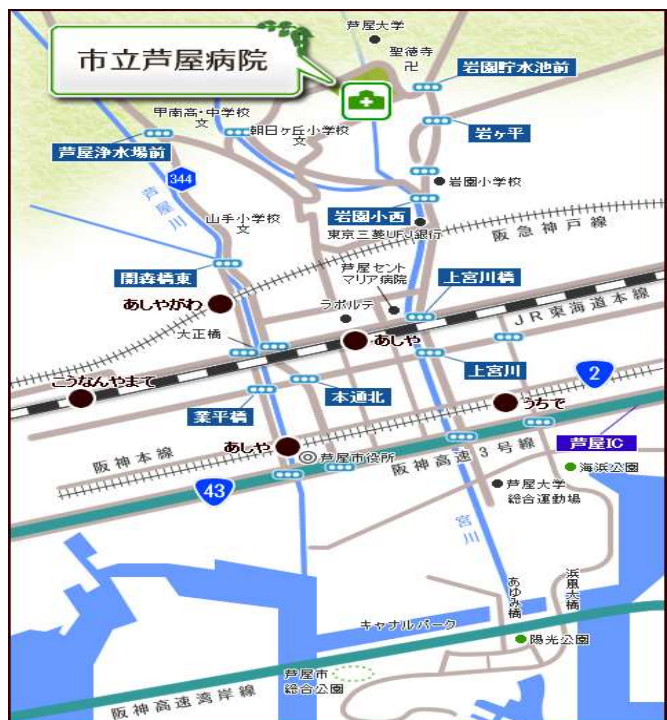 芦屋大学
市立芦屋病院
聖徳寺
卍
岩園貯水池前
甲南高・中学校
文
朝日ヶ丘小学校
文
岩ヶ平
芦屋浄水場前
344
芦屋川
岩園小学校
山手小学校
文
岩園小西
東京三菱UFJ銀行
阪急神戸線
開森橋東
芦屋セント
マリア病院
上宮川橋
あしやがわ
ラポルテ
JR東海道本線
大正橋
あしや
上宮川
2
こうなんやまて
本通北
業平橋
うちで
あしや
芦屋IC
阪神本線
芦屋市役所
阪神高速3号線
海浜公園
43
芦屋大学
総合運動場
宮川
浜風大橋
あゆみ橋
キャナルパーク
陽光公園
芦屋市
総合公園
阪神高速湾岸線